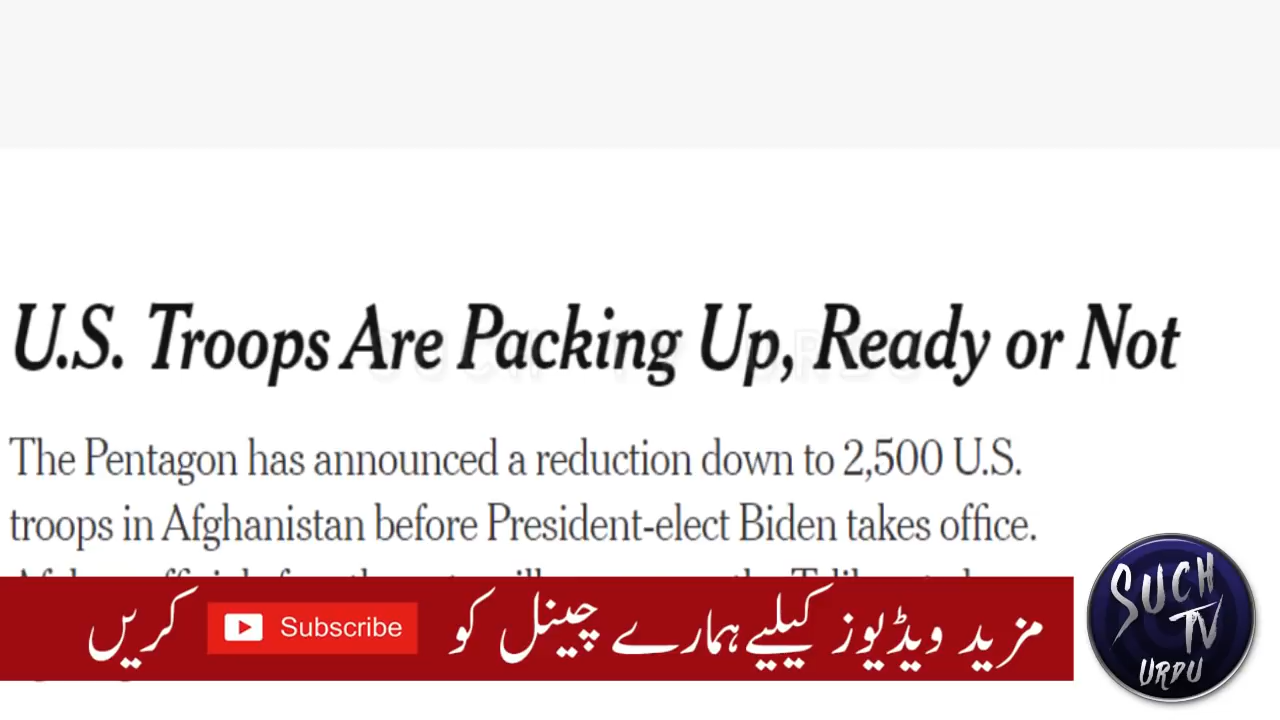 U.S. Troops Are Packing Up, Ready or Not
The Pentagon has announced a reduction down to 2,500 U.S.
troops in Afghanistan before President-elect Biden takes office.
مزید ویڈیوز کیلیے ہمارے چینل کو Subscribe کریں
SUCH
TV
URDU